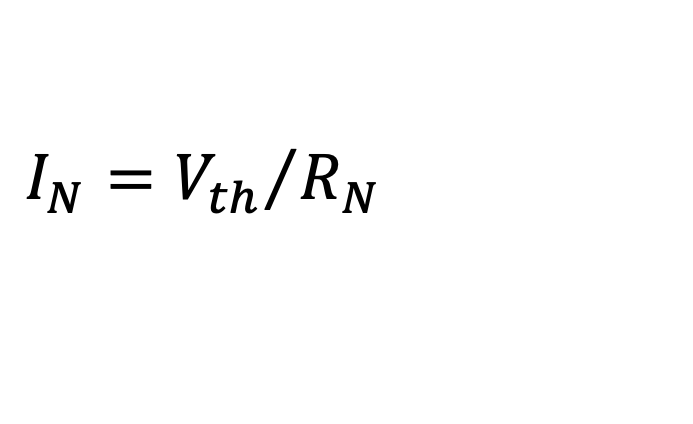 I_N = V_th/R_N